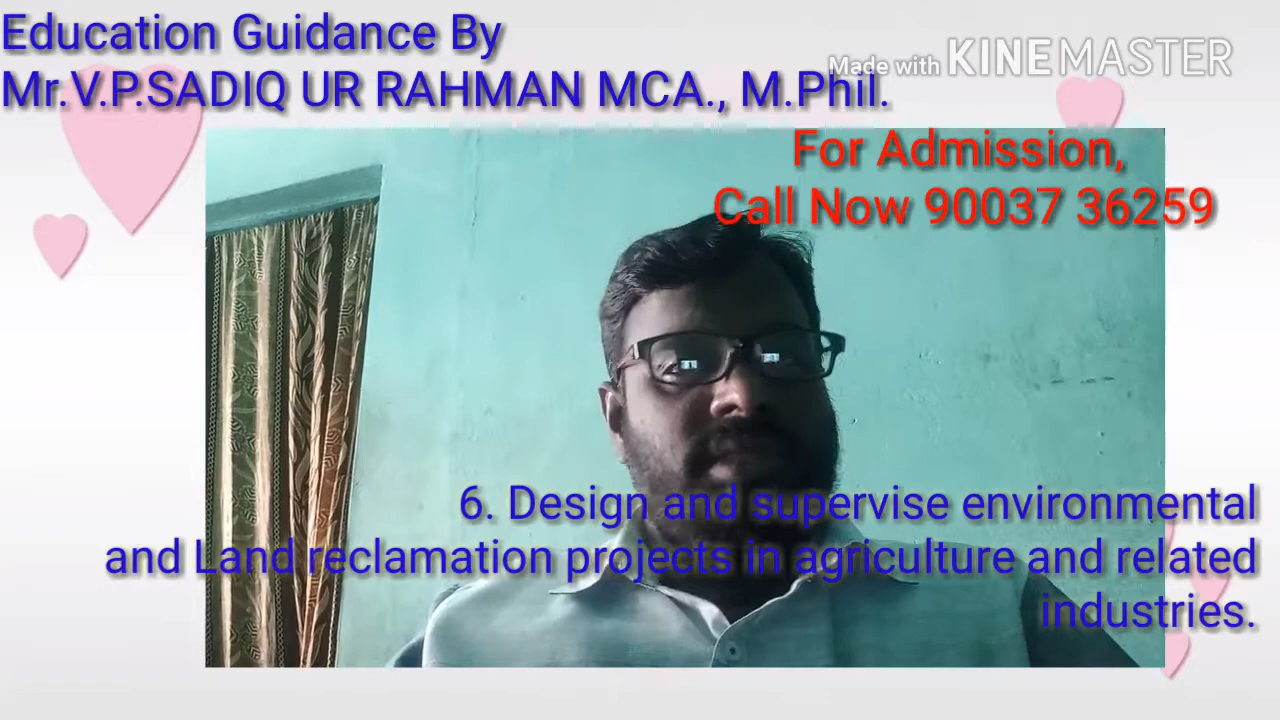 Education Guidance By
Mr.V.P.SADIQ UR RAHMAN MCA., M.Phil.
Made with KINEMASTER
For Admission,
Call Now 90037 36259
6. Design and supervise environmental
and Land reclamation projects in agriculture and related
industries.